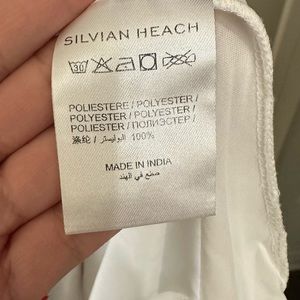 SILVIAN HEACH
30
POLIESTERE / POLYESTER /
POLYESTER / POLYESTER /
POLIESTER / ПОЛИЭСТЕР /
涤纶 / البوليستر / 100%
MADE IN INDIA
صنع في الهند